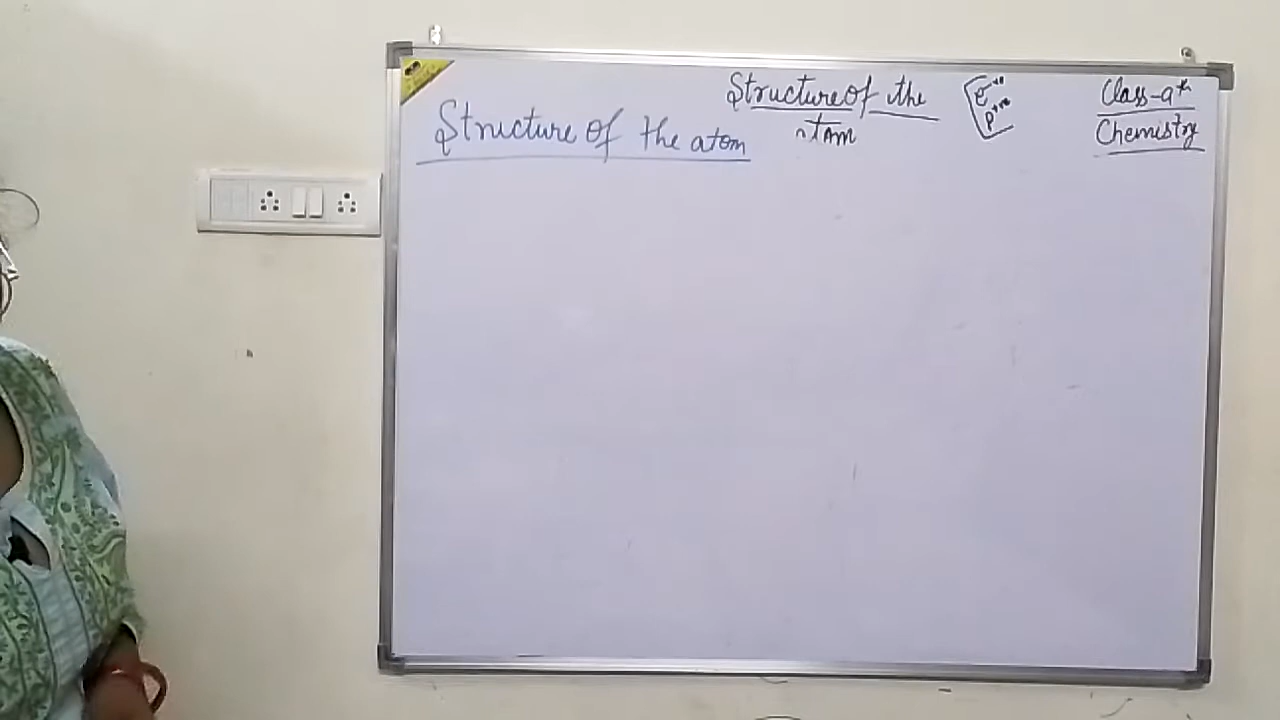 Structure of the atom
Structure of the
atom
e⁻
p⁺
Class-9th
Chemistry